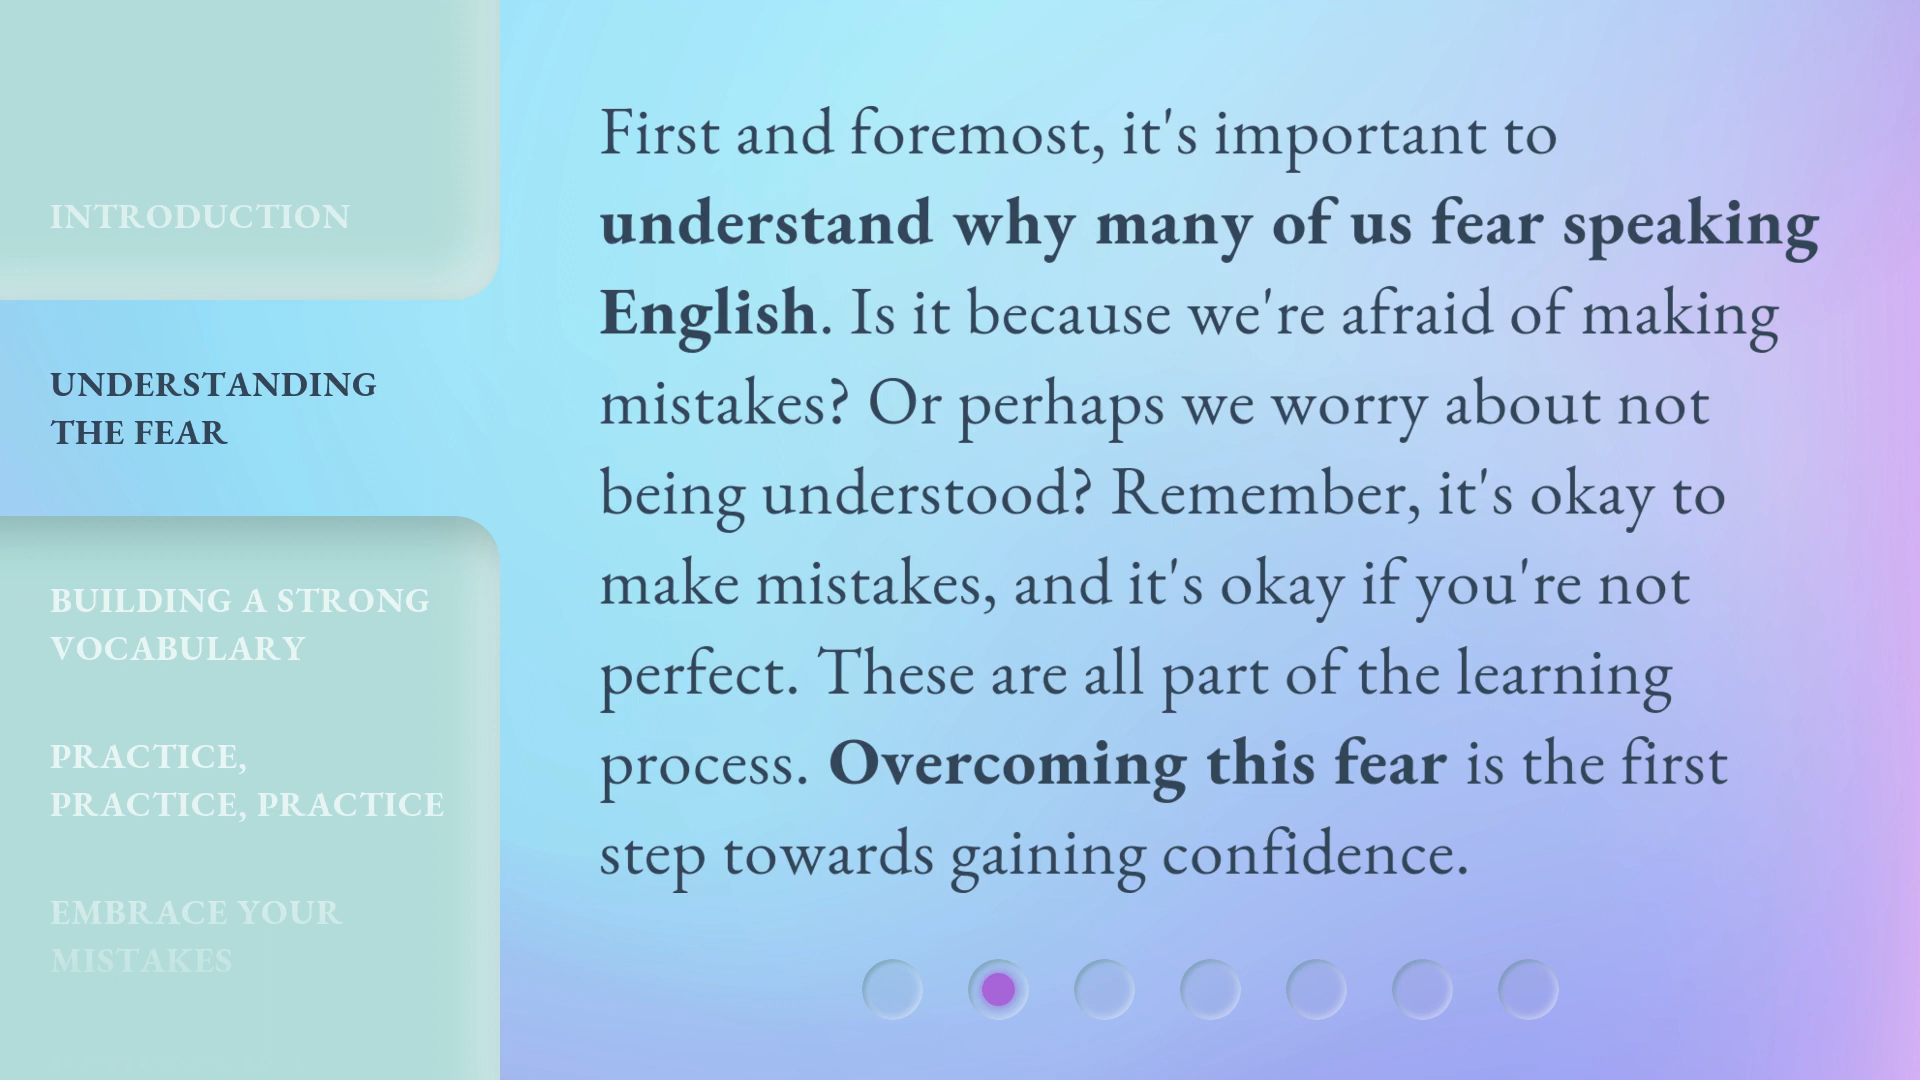 INTRODUCTION
UNDERSTANDING
THE FEAR
BUILDING A STRONG
VOCABULARY
PRACTICE,
PRACTICE, PRACTICE
EMBRACE YOUR
MISTAKES
First and foremost, it's important to
understand why many of us fear speaking
English. Is it because we're afraid of making
mistakes? Or perhaps we worry about not
being understood? Remember, it's okay to
make mistakes, and it's okay if you're not
perfect. These are all part of the learning
process. Overcoming this fear is the first
step towards gaining confidence.